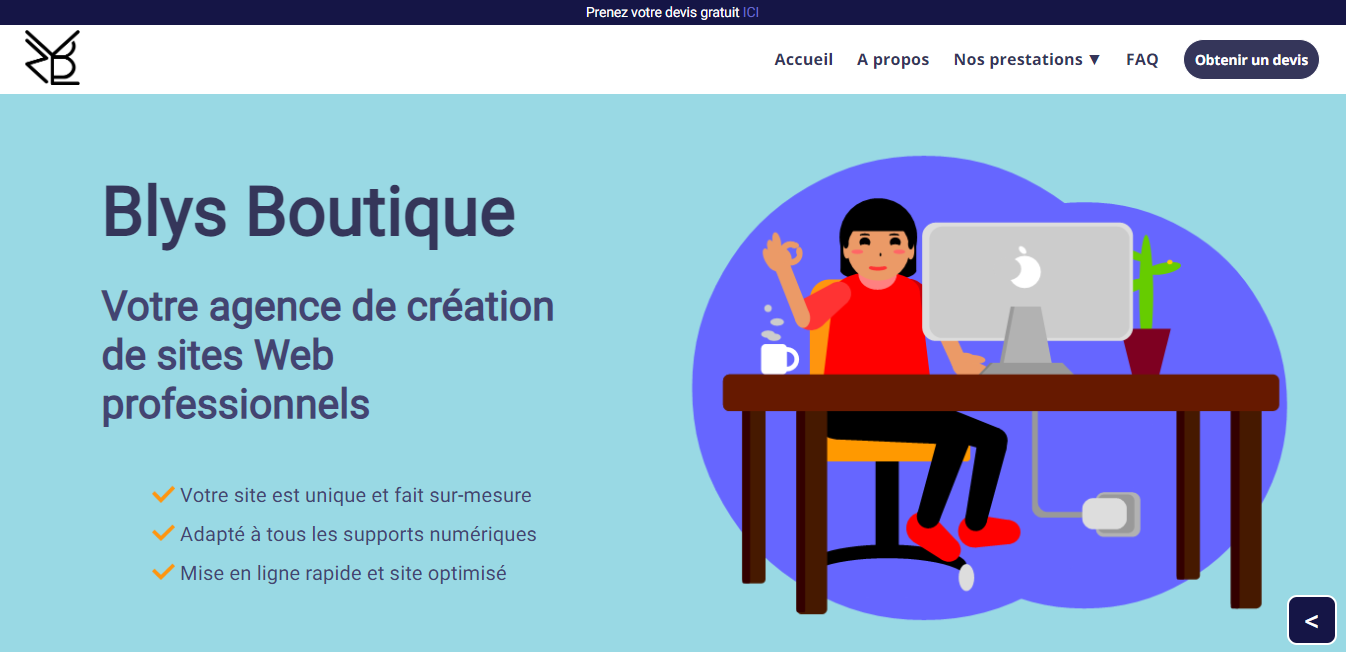 Prenez votre devis gratuit ICI
Accueil A propos Nos prestations ▼ FAQ Obtenir un devis
Blys Boutique
Votre agence de création
de sites Web
professionnels
Votre site est unique et fait sur-mesure
Adapté à tous les supports numériques
Mise en ligne rapide et site optimisé
<